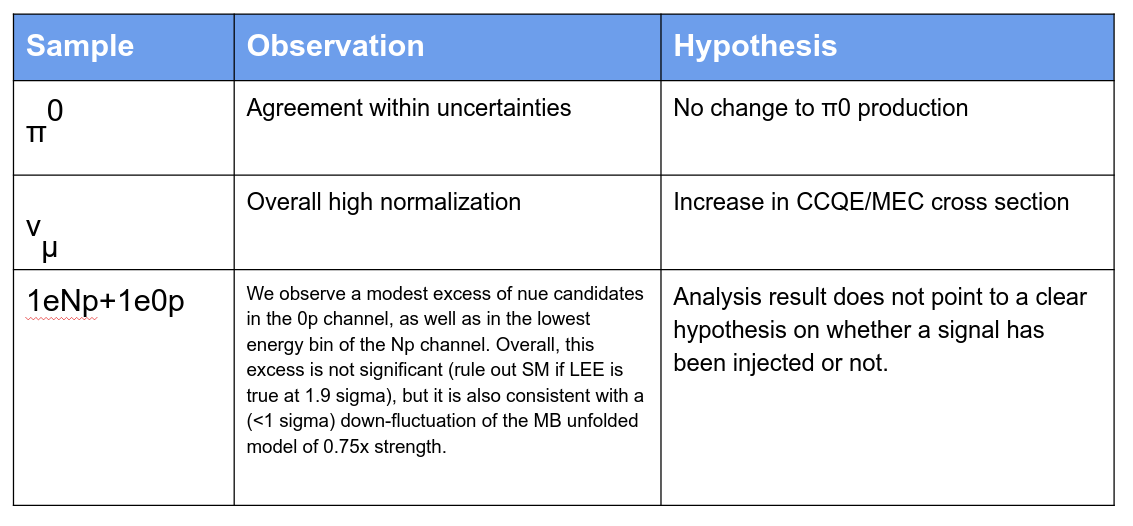 Sample Observation Hypothesis
π0 Agreement within uncertainties No change to π0 production
νμ Overall high normalization Increase in CCQE/MEC cross section
1eNp+1e0p
We observe a modest excess of nue candidates
in the 0p channel, as well as in the lowest
energy bin of the Np channel. Overall, this
excess is not significant (rule out SM if LEE is
true at 1.9 sigma), but it is also consistent with a
(<1 sigma) down-fluctuation of the MB unfolded
model of 0.75x strength.
Analysis result does not point to a clear
hypothesis on whether a signal has
been injected or not.